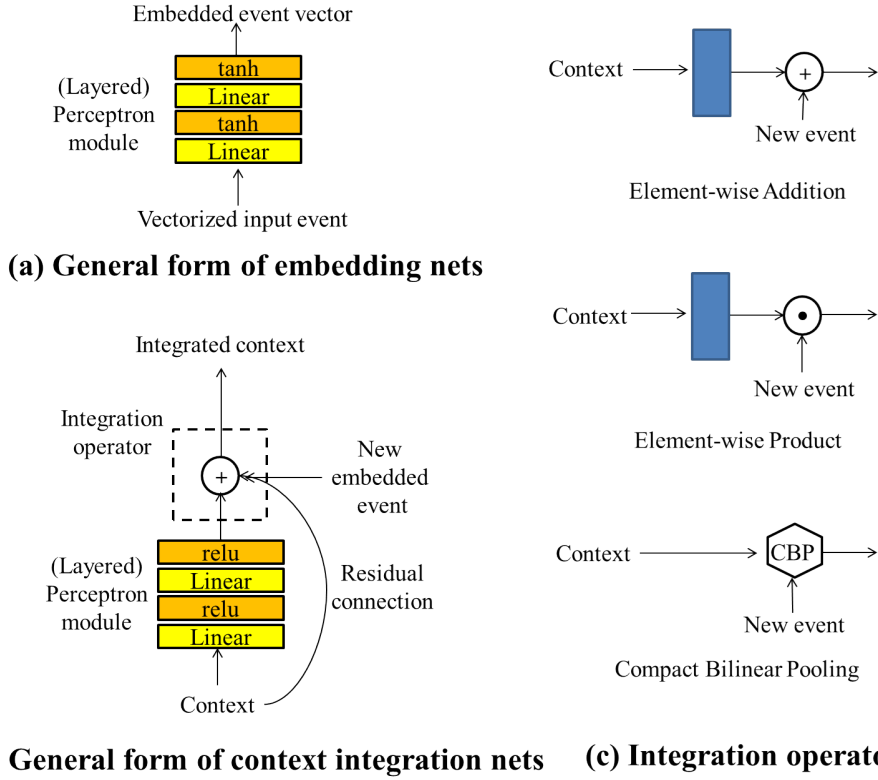 Embedded event vector
tanh
Linear
tanh
Linear
(Layered)
Perceptron
module
Vectorized input event
(a) General form of embedding nets
Integrated context
Integration
operator
+
New
embedded
event
relu
Linear
relu
Linear
(Layered)
Perceptron
module
Residual
connection
Context
General form of context integration nets
Context
+
New event
Element-wise Addition
Context
New event
Element-wise Product
Context
CBP
New event
Compact Bilinear Pooling
(c) Integration operato